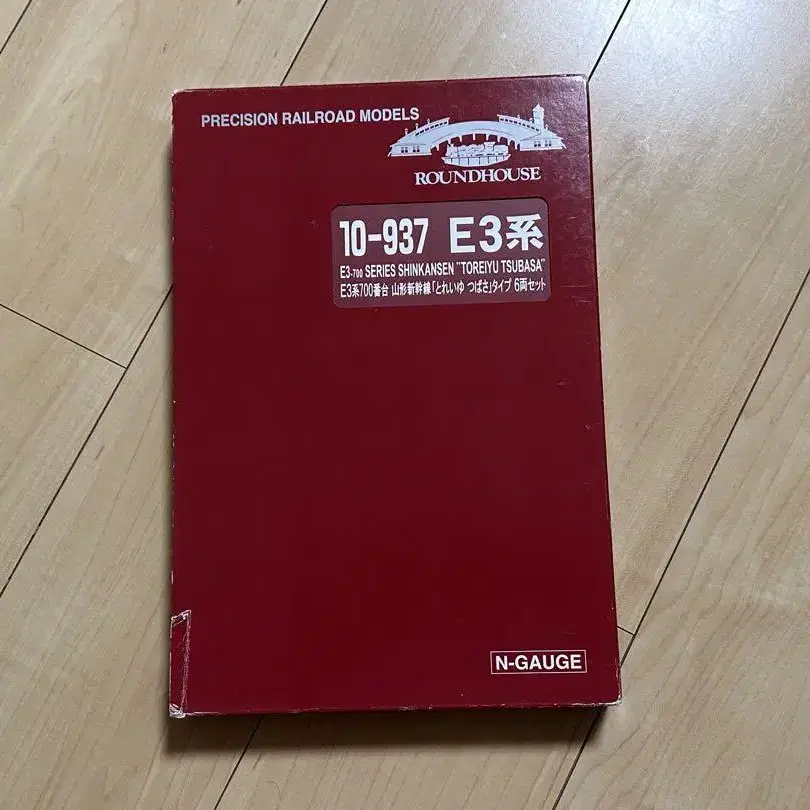 PRECISION RAILROAD MODELS
ROUNDHOUSE
10-937 E3系
E3-700 SERIES SHINKANSEN "TOREIYU TSUBASA"
E3系700番台 山形新幹線「とれいゆ つばさ」タイプ 6両セット
N-GAUGE